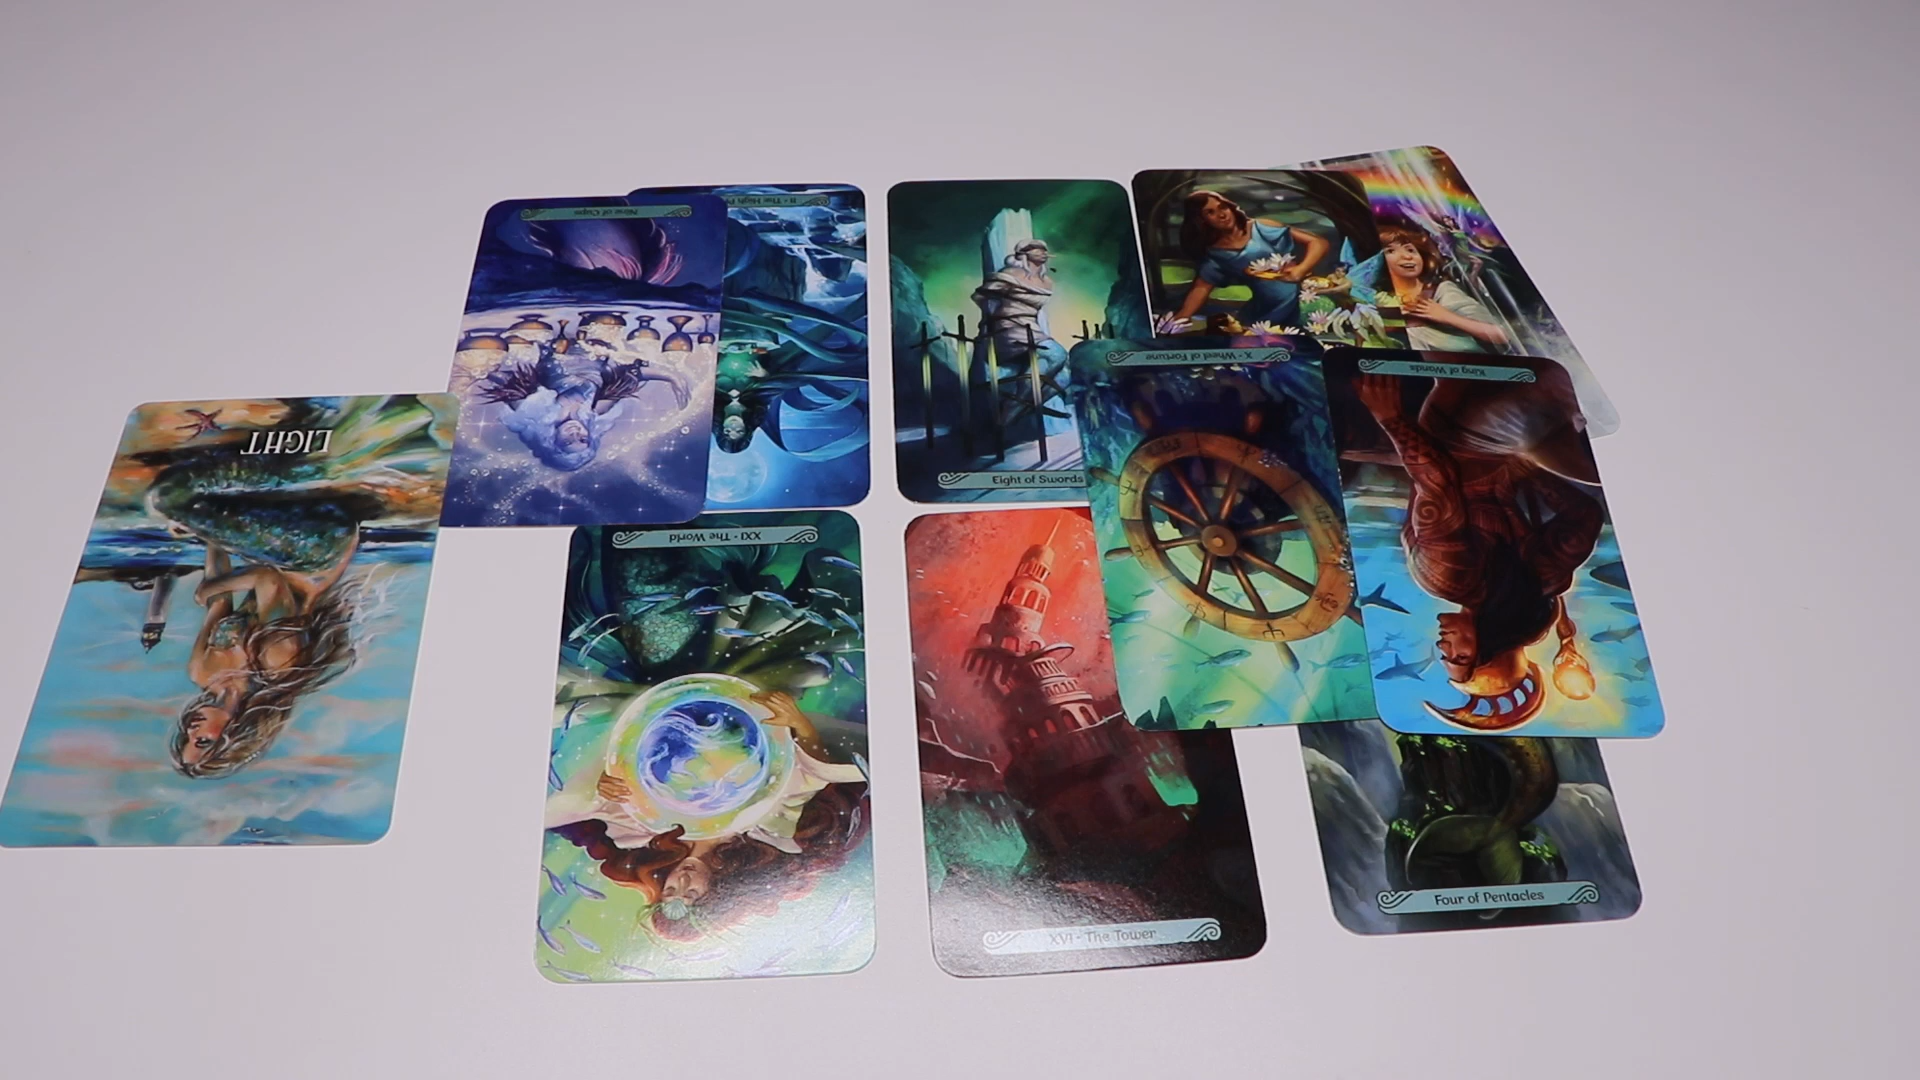 Nine of Cups
II - The High P
Eight of Swords
X - Wheel of Fortune
King of Wands
LIGHT
XXI - The World
XVI - The Tower
Four of Pentacles